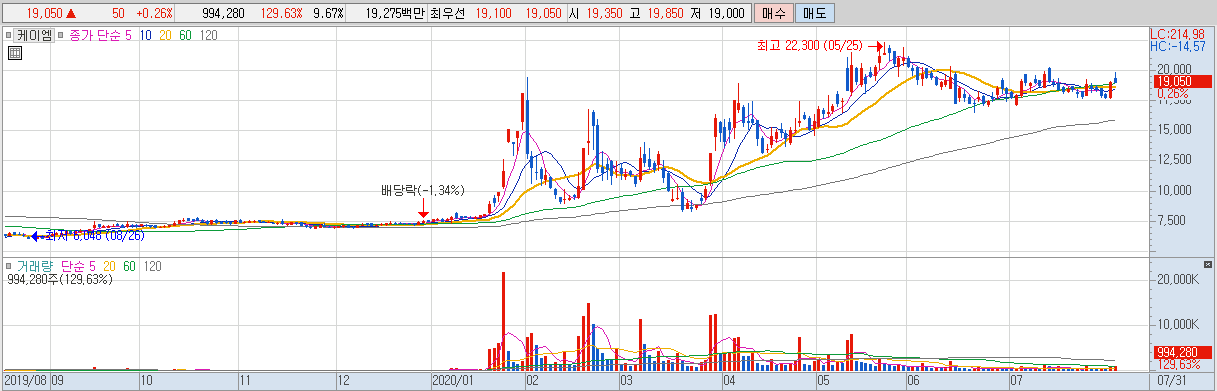 19,050 ▲ 50 +0.26% 994,280 129.63% 9.67% 19,275백만 최우선 19,100 19,050 시 19,350 고 19,850 저 19,000 매수 매도
케이엠 종가 단순 5 10 20 60 120
LC:214.98
최고 22,300 (05/25)
HC:-14.57
20,000
19,050
0.26%
17,500
15,000
12,500
배당락(-1.34%)
10,000
7,500
최저 6,048 (08/26)
거래량 단순 5 20 60 120
994,280주(129.63%)
20,000K
10,000K
994,280
129.63%
2019/08 09 10 11 12 2020/01 02 03 04 05 06 07 07/31